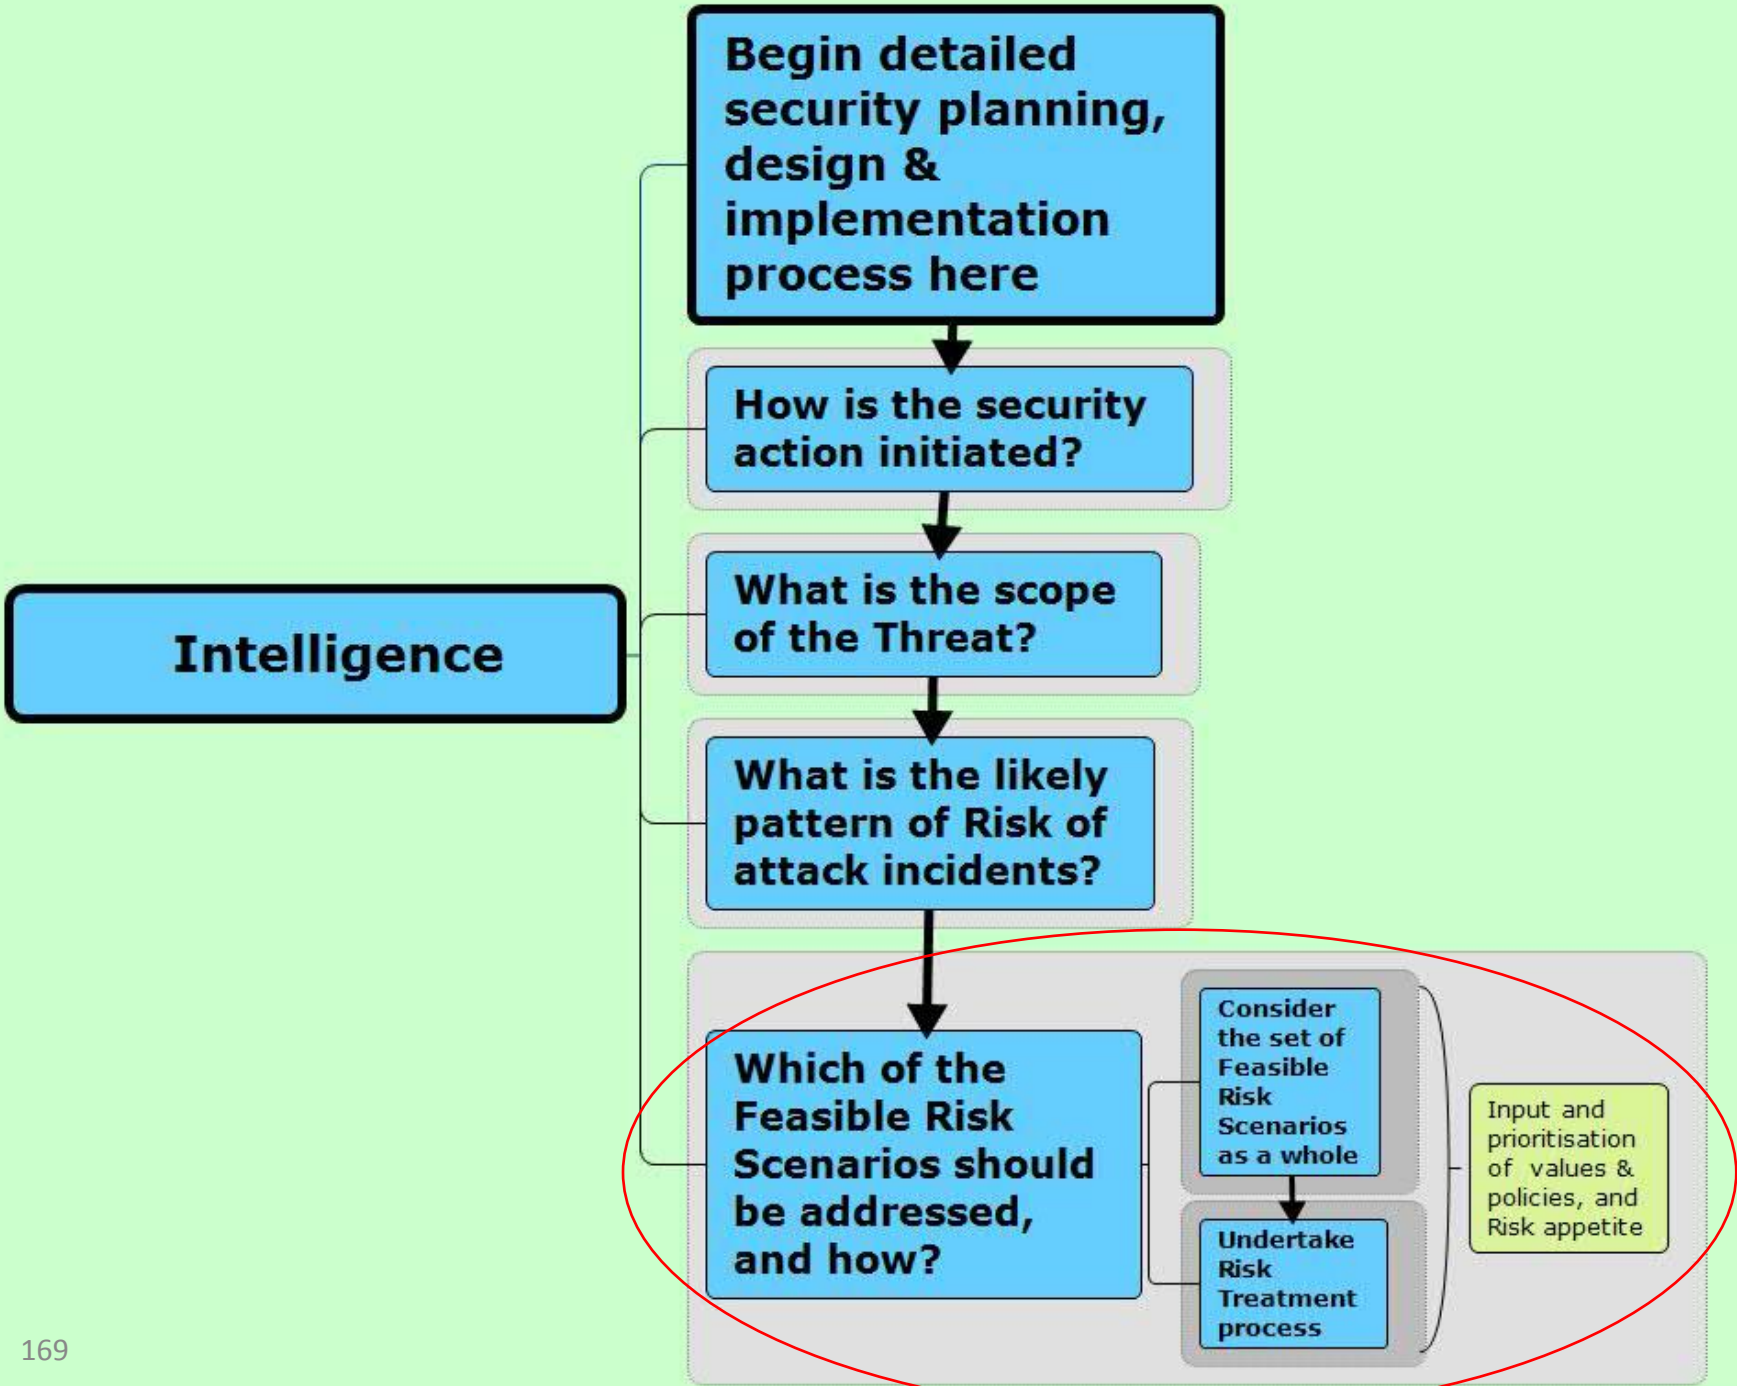 Begin detailed
security planning,
design &
implementation
process here
How is the security
action initiated?
What is the scope
of the Threat?
Intelligence
What is the likely
pattern of Risk of
attack incidents?
Which of the
Feasible Risk
Scenarios should
be addressed,
and how?
Consider
the set of
Feasible
Risk
Scenarios
as a whole
Undertake
Risk
Treatment
process
Input and
prioritisation
of values &
policies, and
Risk appetite
169